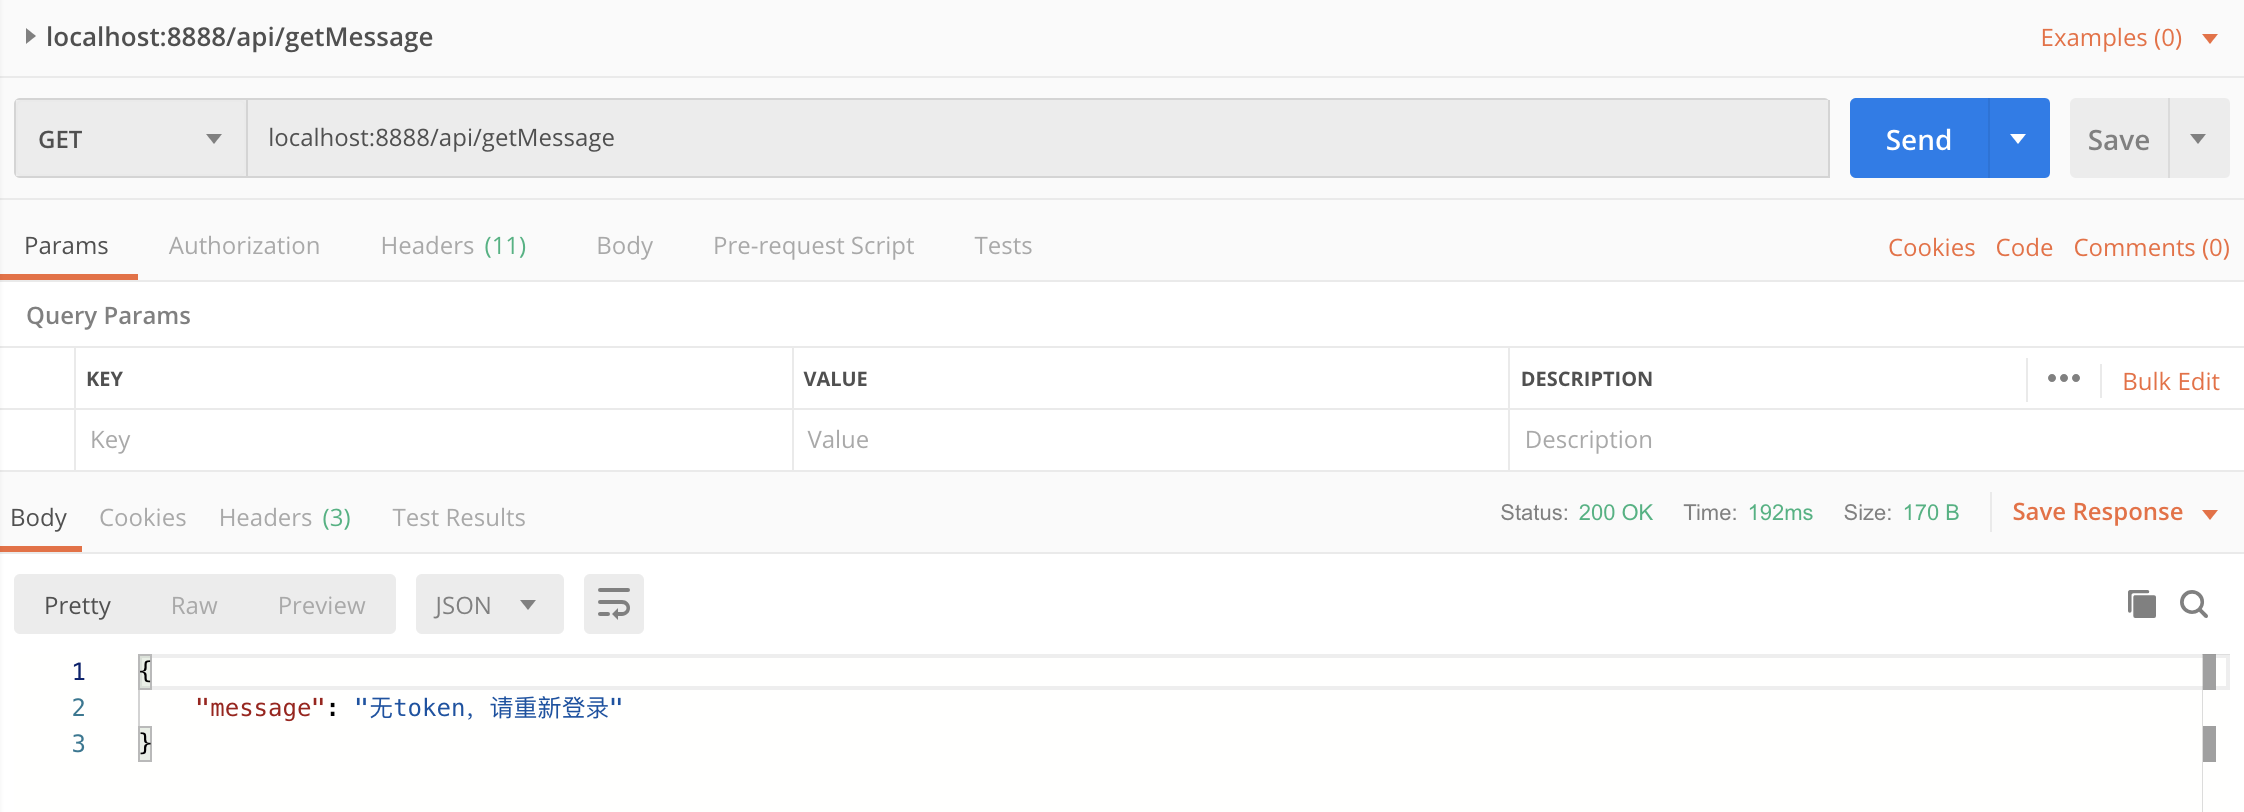 localhost:8888/api/getMessage
Examples (0)
GET localhost:8888/api/getMessage Send Save
Params Authorization Headers (11) Body Pre-request Script Tests Cookies Code Comments (0)
Query Params
KEY VALUE DESCRIPTION ••• Bulk Edit
Key Value Description
Body Cookies Headers (3) Test Results Status: 200 OK Time: 192ms Size: 170 B Save Response
Pretty Raw Preview JSON
1 {
2 "message": "无token，请重新登录"
3 }